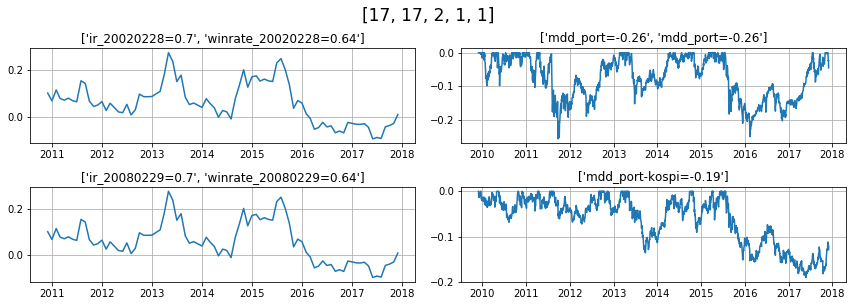 [17, 17, 2, 1, 1]
['ir_20020228=0.7', 'winrate_20020228=0.64']
0.2
0.0
2011 2012 2013 2014 2015 2016 2017 2018
['mdd_port=-0.26', 'mdd_port=-0.26']
0.0
−0.1
−0.2
2010 2011 2012 2013 2014 2015 2016 2017 2018
['ir_20080229=0.7', 'winrate_20080229=0.64']
0.2
0.0
2011 2012 2013 2014 2015 2016 2017 2018
['mdd_port-kospi=-0.19']
0.0
−0.1
−0.2
2010 2011 2012 2013 2014 2015 2016 2017 2018